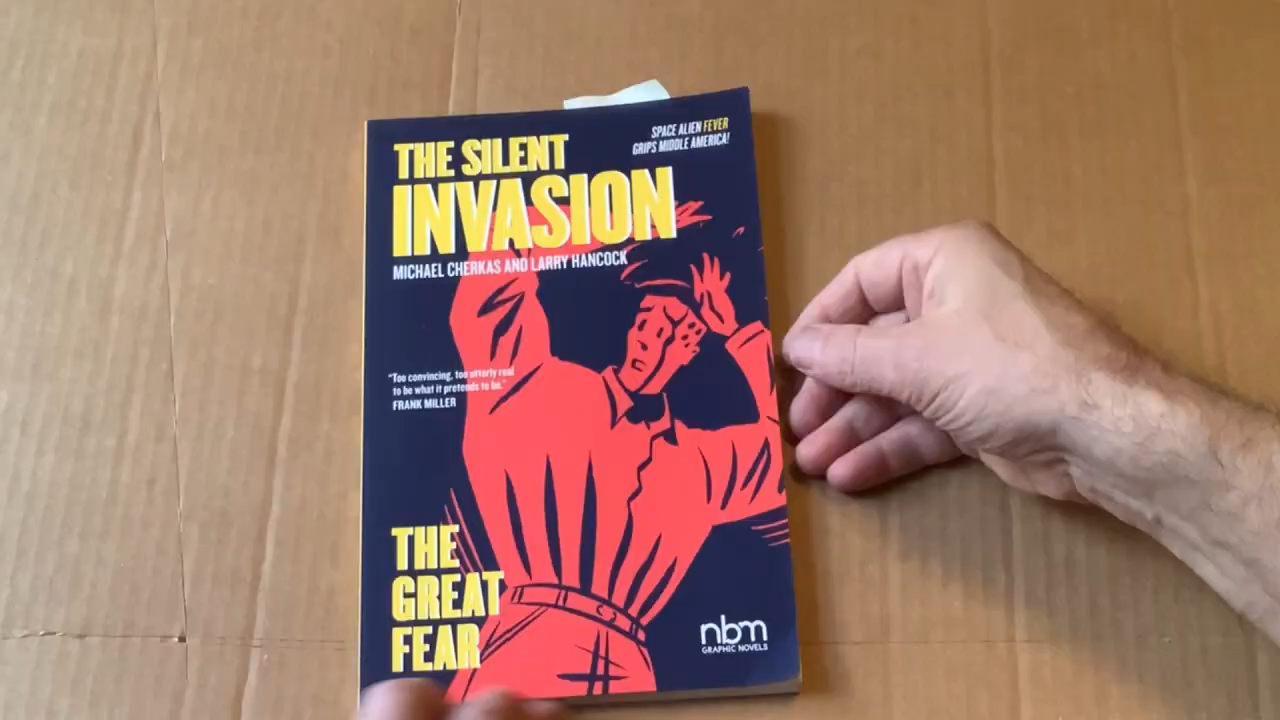 SPACE ALIEN FEVER
GRIPS MIDDLE AMERICA!
THE SILENT
INVASION
MICHAEL CHERKAS AND LARRY HANCOCK
"Too convincing, too utterly real
to be what it pretends to be."
FRANK MILLER
THE
GREAT
FEAR
nbm
GRAPHIC NOVELS